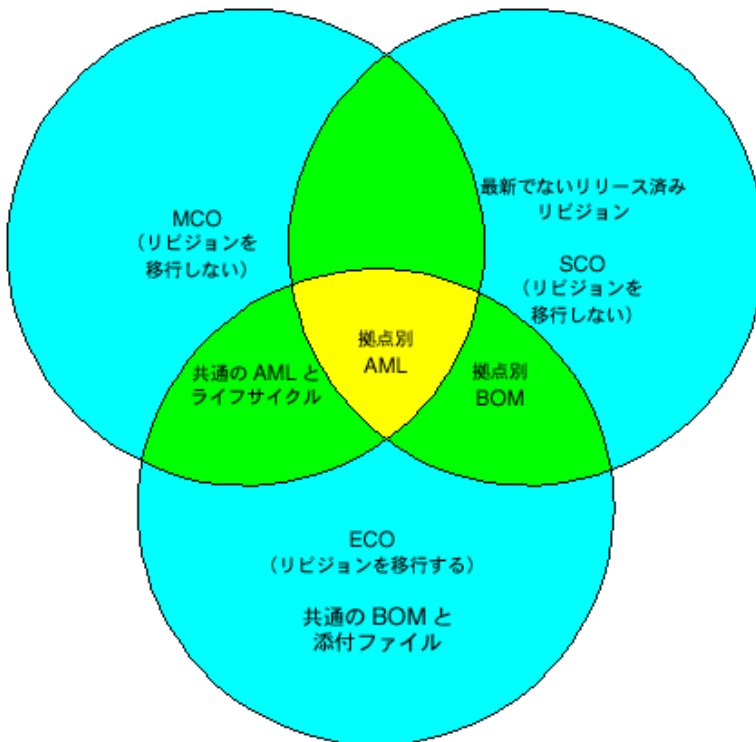 MCO
（リビジョンを
移行しない）
最新でないリリース済み
リビジョン
SCO
（リビジョンを
移行しない）
拠点別
AML
共通の AML と
ライフサイクル
拠点別
BOM
ECO
（リビジョンを移行する）
共通の BOM と
添付ファイル